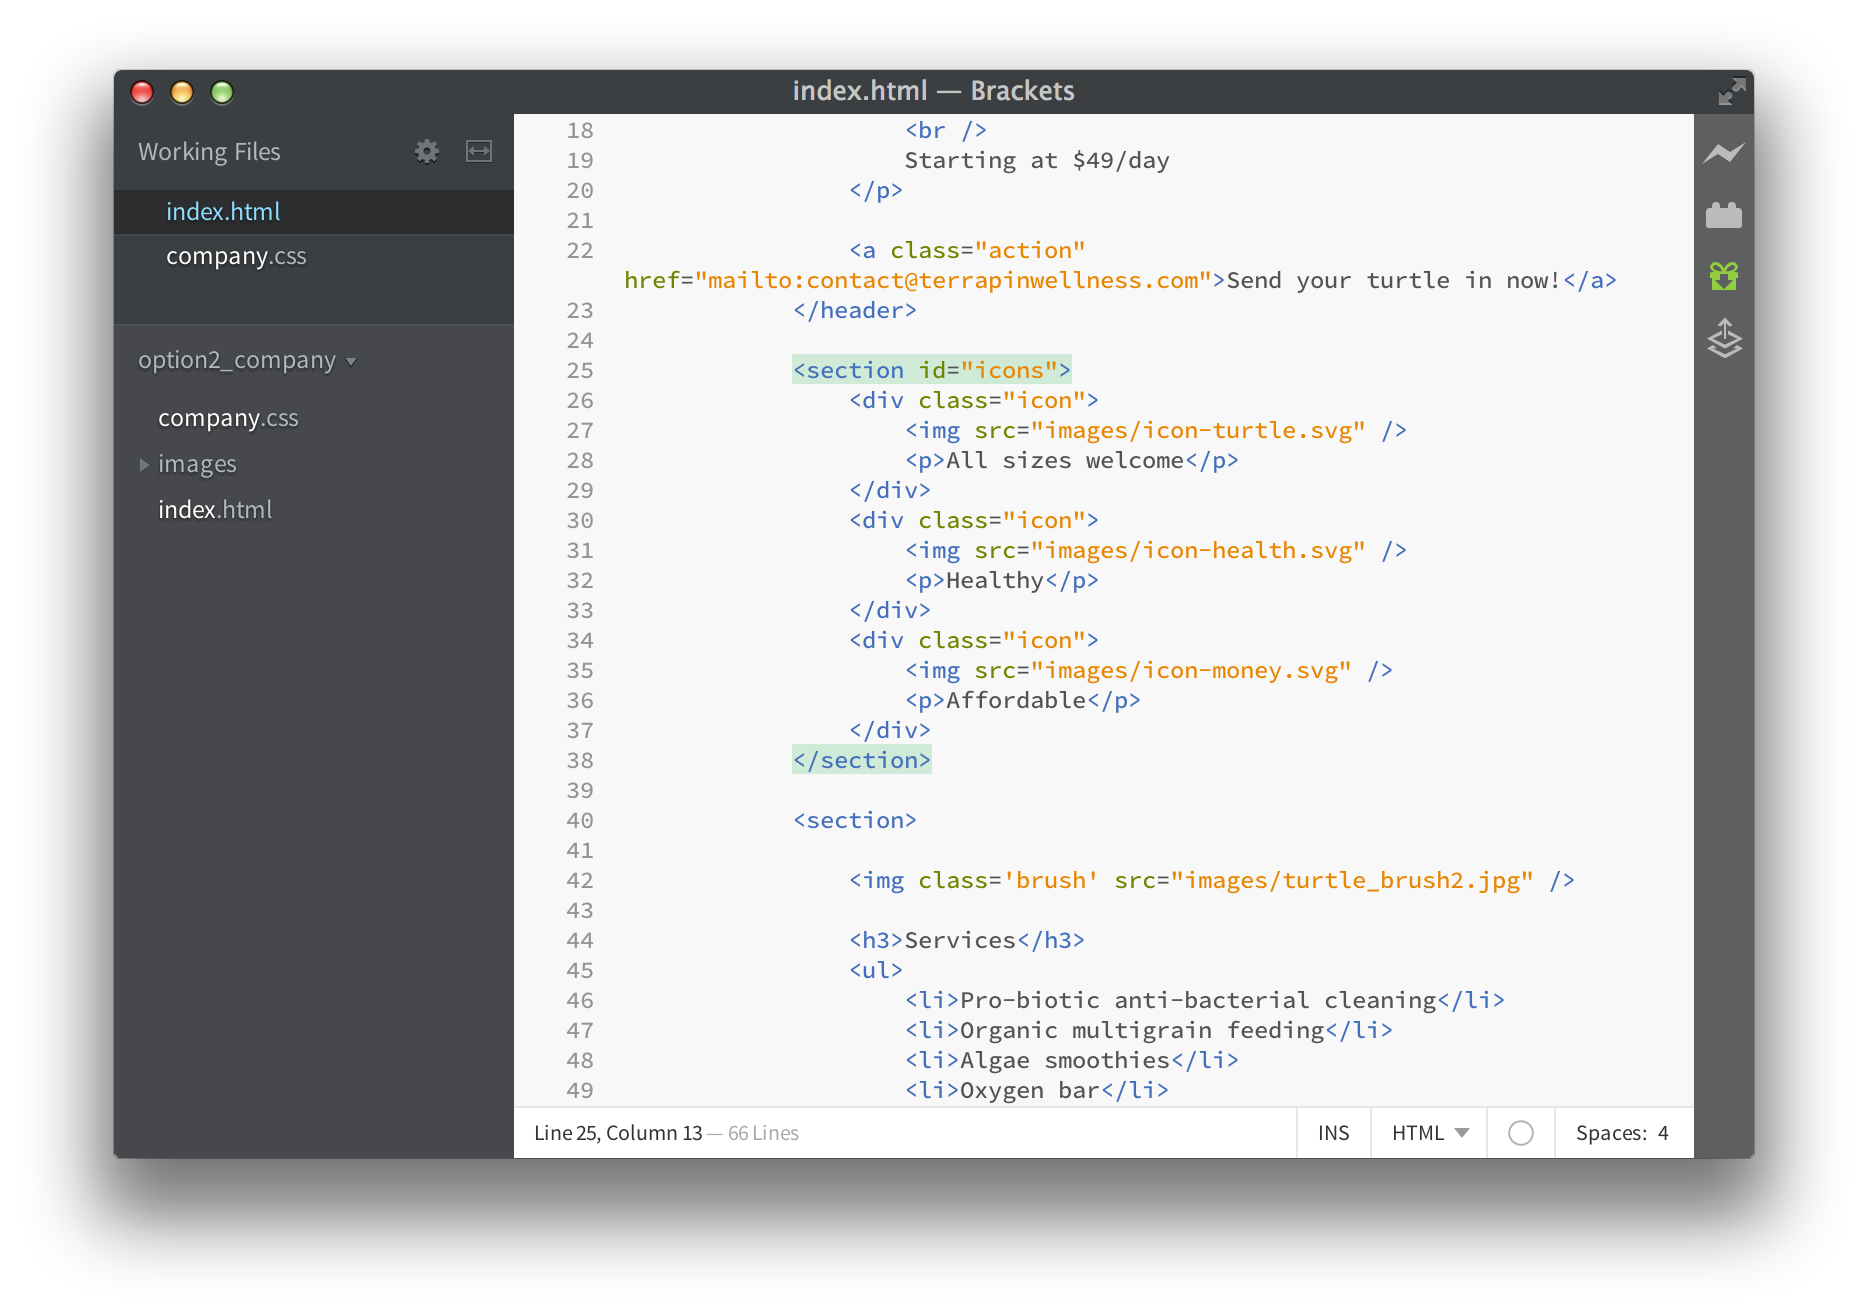 index.html — Brackets
Working Files
index.html
company.css
option2_company
company.css
images
index.html
18 <br />
19 Starting at $49/day
20 </p>
21
22 <a class="action"
href="mailto:contact@terrapinwellness.com">Send your turtle in now!</a>
23 </header>
24
25 <section id="icons">
26 <div class="icon">
27 <img src="images/icon-turtle.svg" />
28 <p>All sizes welcome</p>
29 </div>
30 <div class="icon">
31 <img src="images/icon-health.svg" />
32 <p>Healthy</p>
33 </div>
34 <div class="icon">
35 <img src="images/icon-money.svg" />
36 <p>Affordable</p>
37 </div>
38 </section>
39
40 <section>
41
42 <img class='brush' src="images/turtle_brush2.jpg" />
43
44 <h3>Services</h3>
45 <ul>
46 <li>Pro-biotic anti-bacterial cleaning</li>
47 <li>Organic multigrain feeding</li>
48 <li>Algae smoothies</li>
49 <li>Oxygen bar</li>
Line 25, Column 13 — 66 Lines INS HTML Spaces: 4